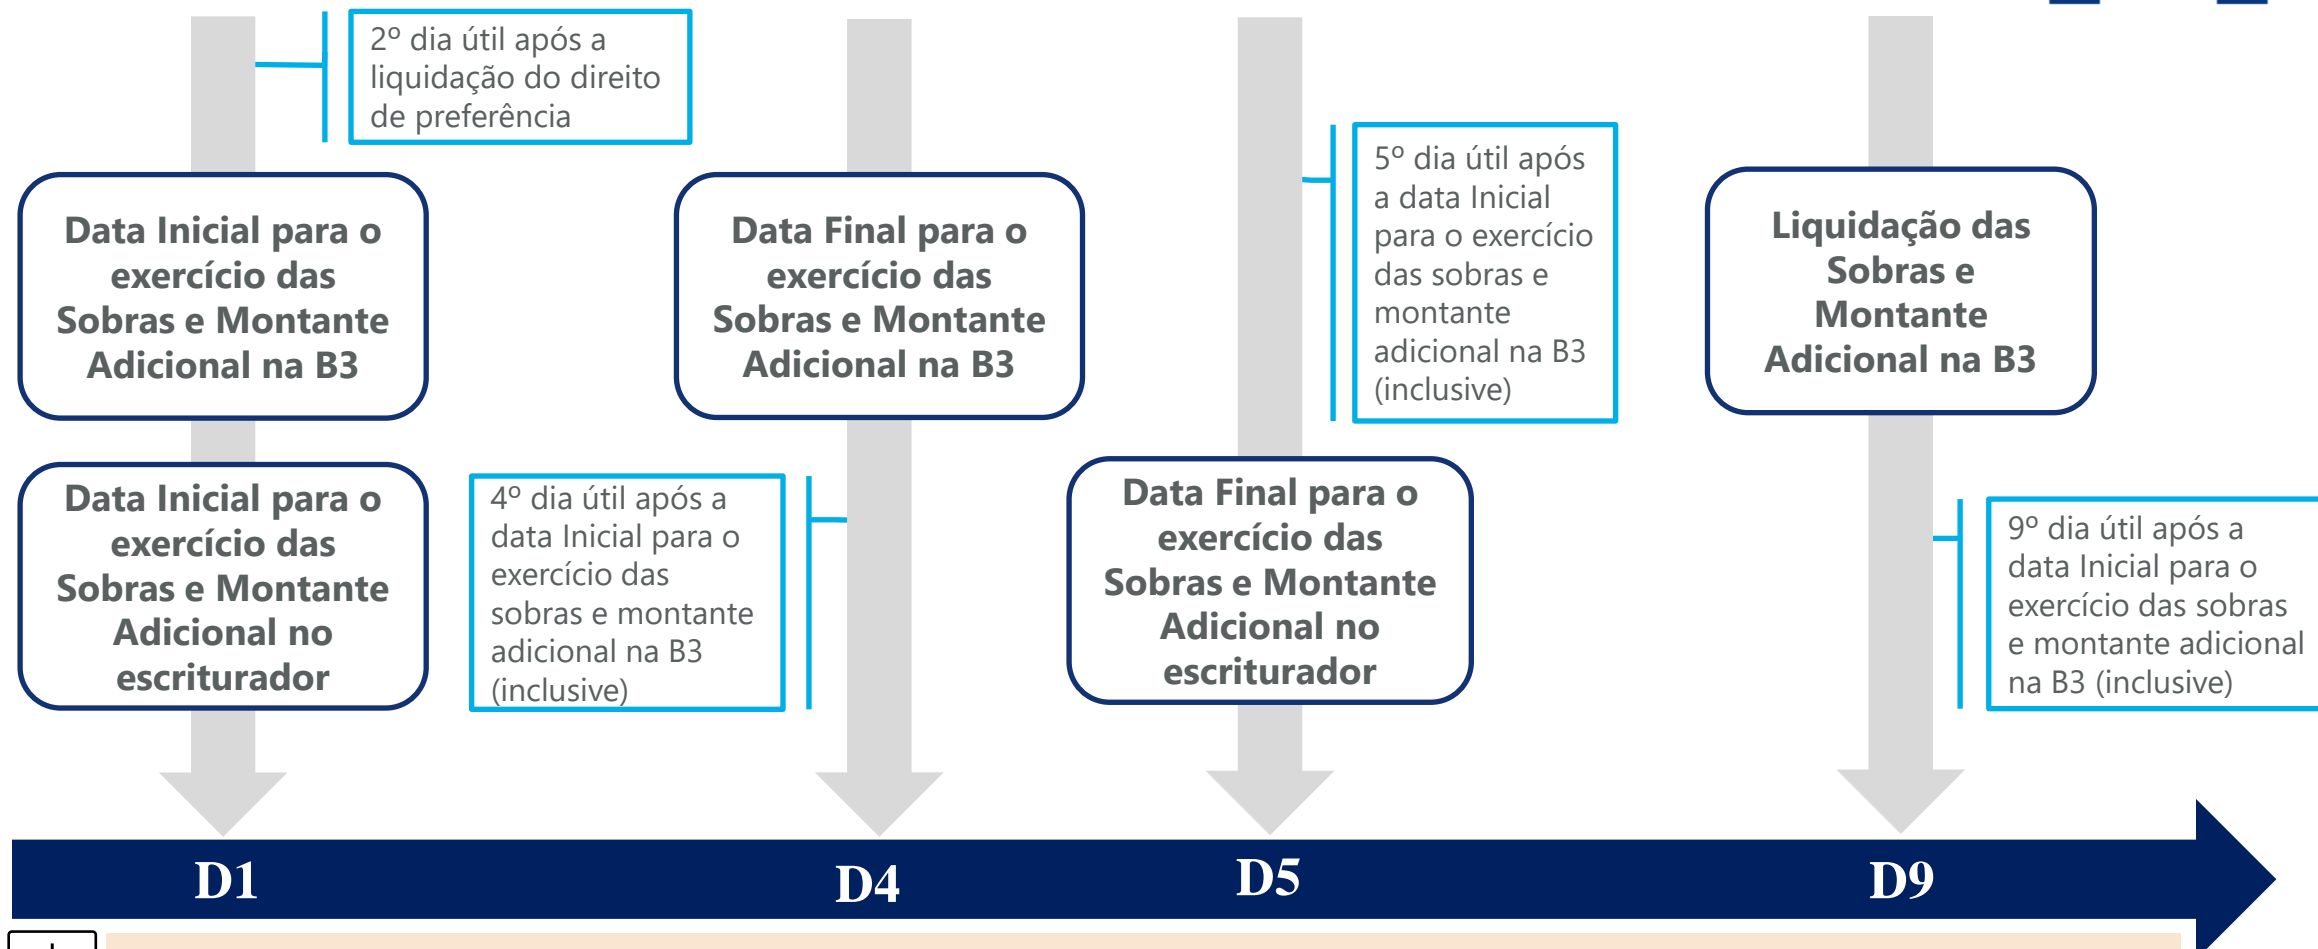 2º dia útil após a
liquidação do direito
de preferência
Data Inicial para o
exercício das
Sobras e Montante
Adicional na B3
Data Final para o
exercício das
Sobras e Montante
Adicional na B3
5º dia útil após
a data Inicial
para o exercício
das sobras e
montante
adicional na B3
(inclusive)
Liquidação das
Sobras e
Montante
Adicional na B3
Data Inicial para o
exercício das
Sobras e Montante
Adicional no
escriturador
4º dia útil após a
data Inicial para o
exercício das
sobras e montante
adicional na B3
(inclusive)
Data Final para o
exercício das
Sobras e Montante
Adicional no
escriturador
9º dia útil após a
data Inicial para o
exercício das sobras
e montante adicional
na B3 (inclusive)
D1
D4
D5
D9